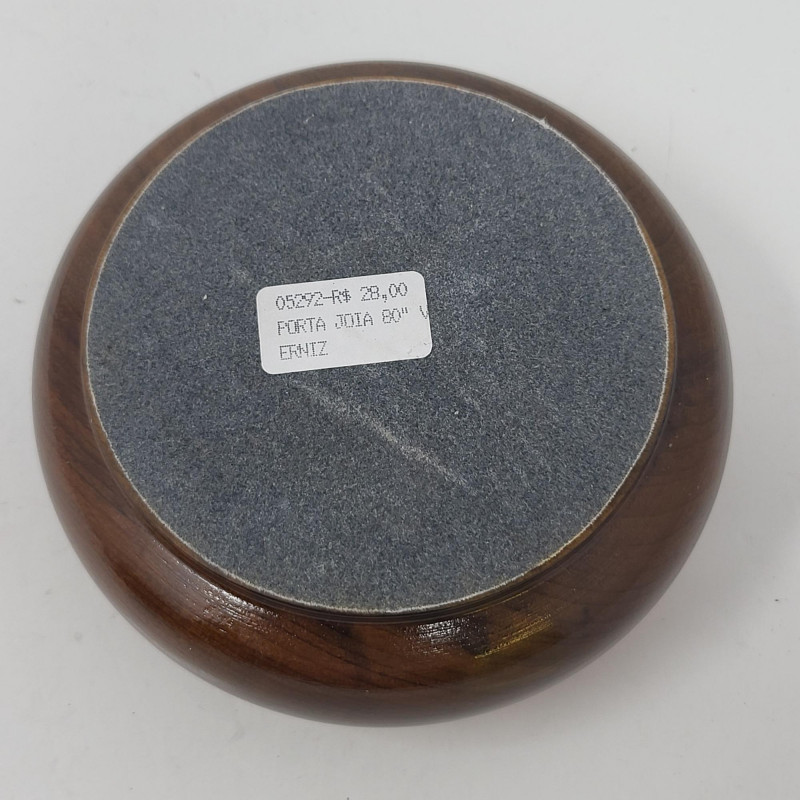 05292-R$ 28,00
PORTA JOIA 80" V
ERNIZ